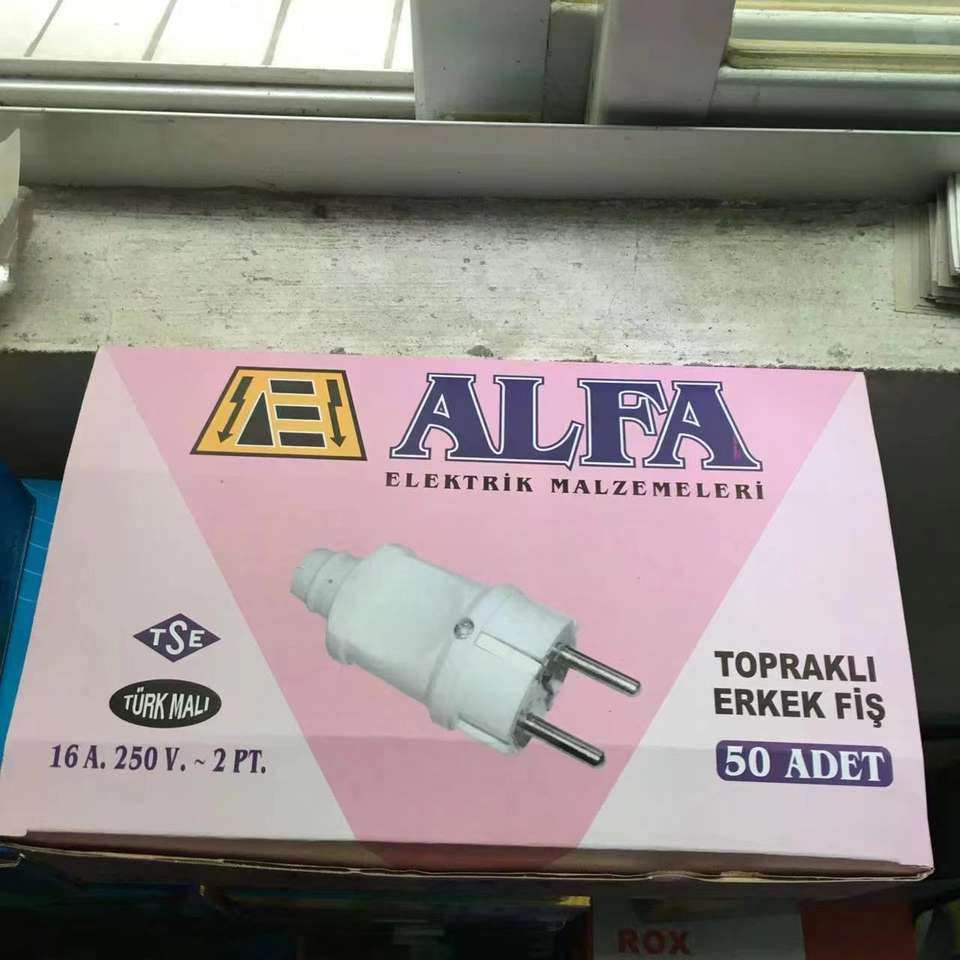 ALFA
ELEKTRİK MALZEMELERİ
TSE
TÜRK MALI
16 A. 250 V. ~ 2 PT.
TOPRAKLI
ERKEK FİŞ
50 ADET
ROX